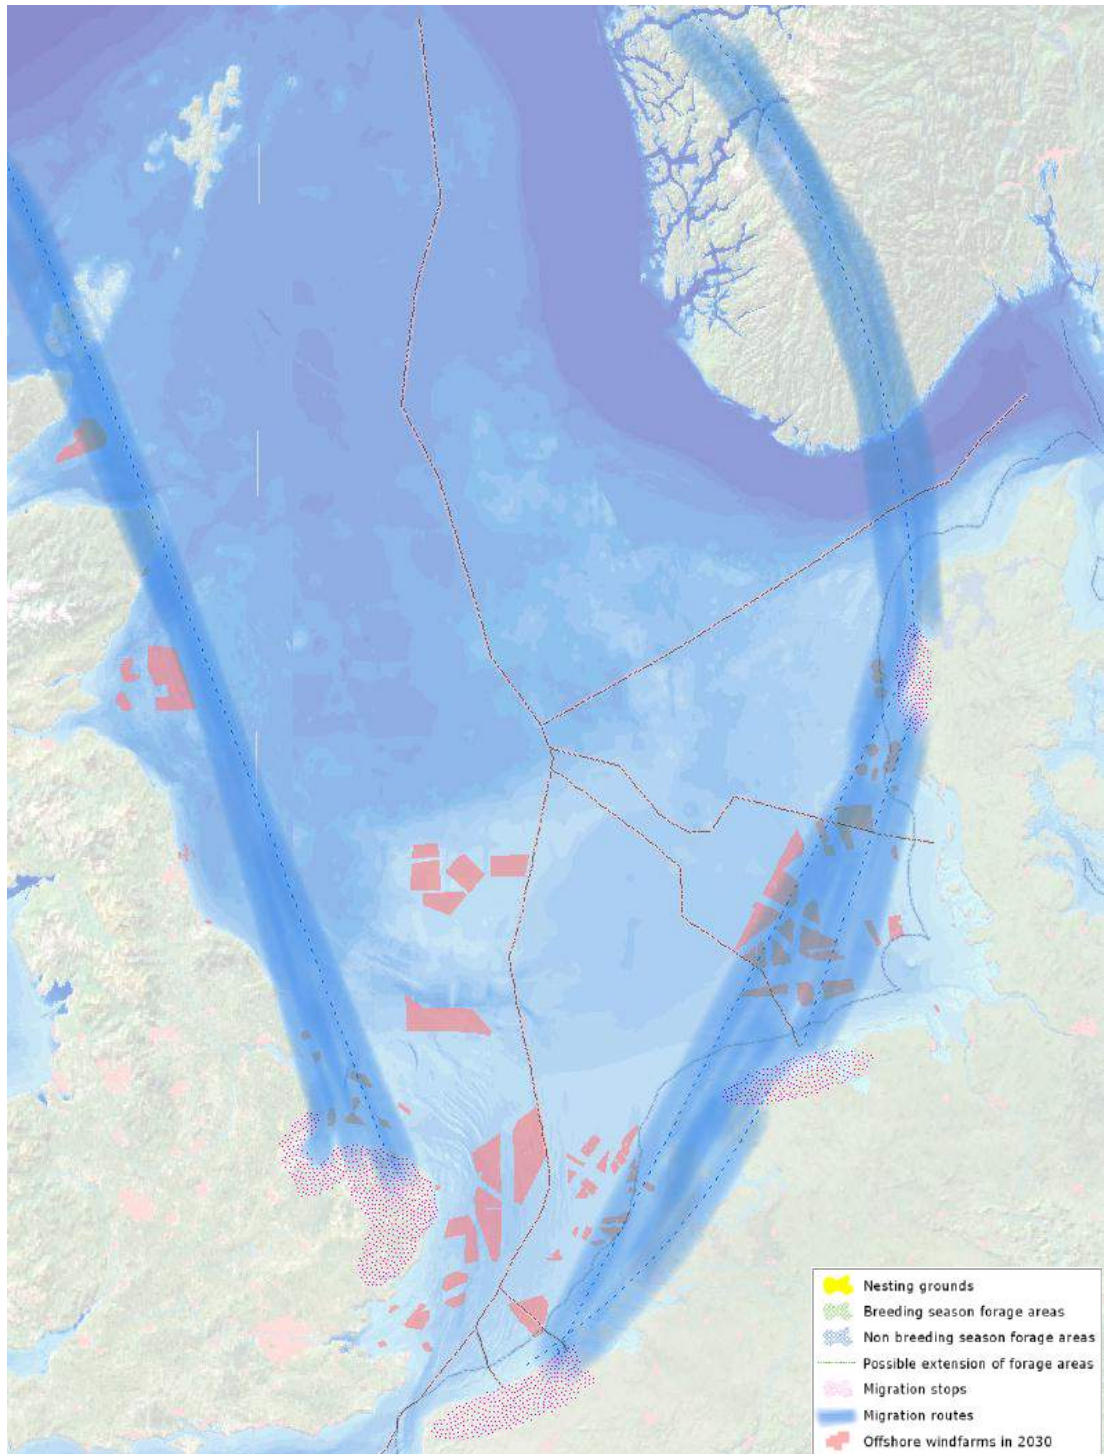 Nesting grounds
Breeding season forage areas
Non breeding season forage areas
Possible extension of forage areas
Migration stops
Migration routes
Offshore windfarms in 2030